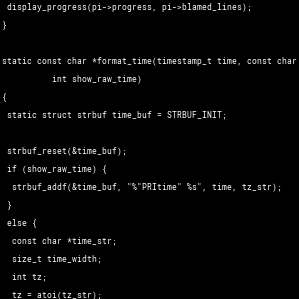 display_progress(pi->progress, pi->blamed_lines);
}
static const char *format_time(timestamp_t time, const char
int show_raw_time)
{
static struct strbuf time_buf = STRBUF_INIT;
strbuf_reset(&time_buf);
if (show_raw_time) {
strbuf_addf(&time_buf, "%"PRItime" %s", time, tz_str);
}
else {
const char *time_str;
size_t time_width;
int tz;
tz = atoi(tz_str);